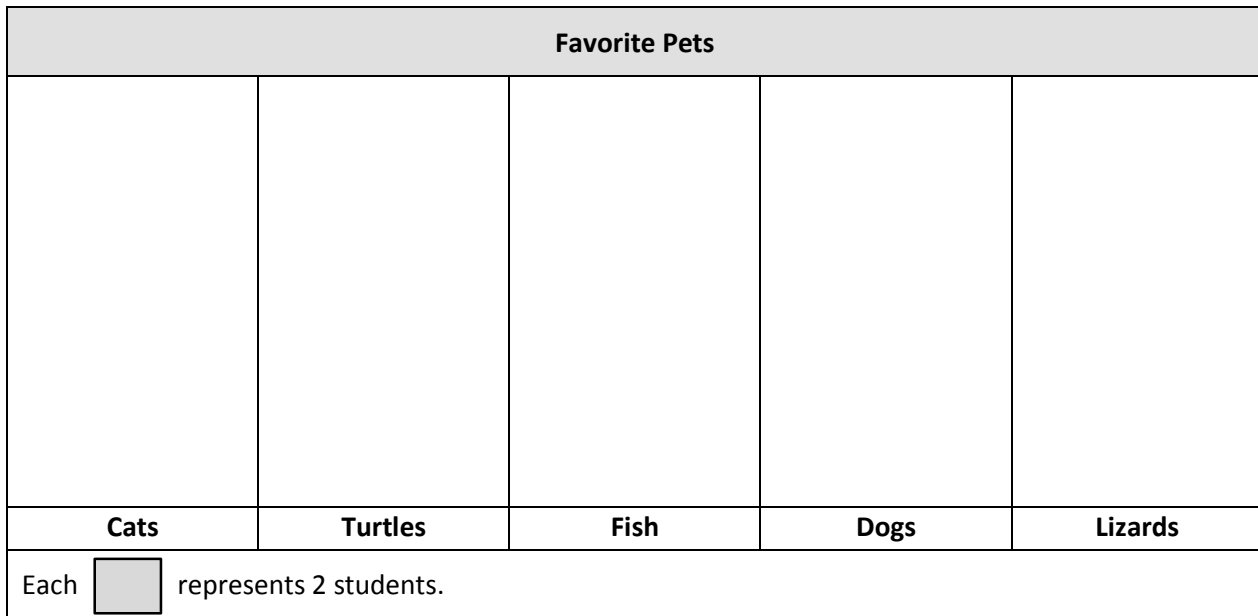 Favorite Pets
Cats Turtles Fish Dogs Lizards
Each represents 2 students.